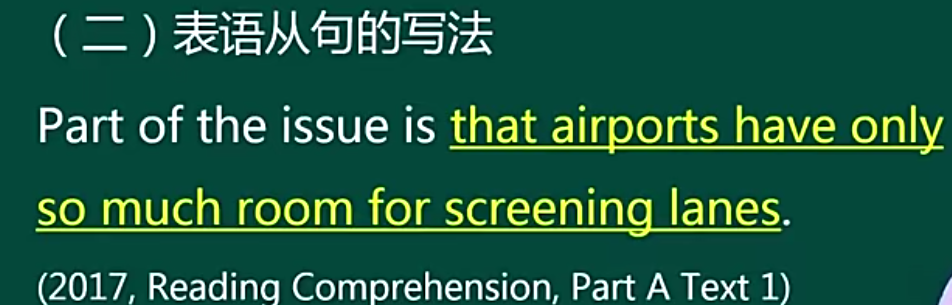 （二）表语从句的写法
Part of the issue is that airports have only
so much room for screening lanes.
(2017, Reading Comprehension, Part A Text 1)